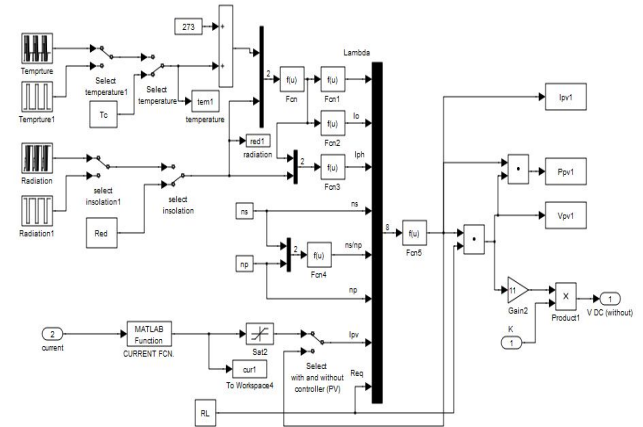 273
+
+
Temprture
Select
temperature1
Select
temperature
Temprture1
Tc
tem1
temperature
2
f(u)
Fcn
f(u)
Fcn1
Lambda
Io
f(u)
Fcn2
red1
radiation
2
f(u)
Fcn3
Iph
Radiation
select
insolation1
select
insolation
Radiation1
Red
ns
ns
np
2
f(u)
Fcn4
ns/np
np
8
f(u)
Fcn5
Ipv1
Ppv1
Vpv1
11
Gain2
X
Product1
1
V DC (without)
K
1
2
current
MATLAB
Function
CURRENT FCN.
Sat2
cur1
To Workspace4
Select
with and without
controller (PV)
Ipv
Req
RL